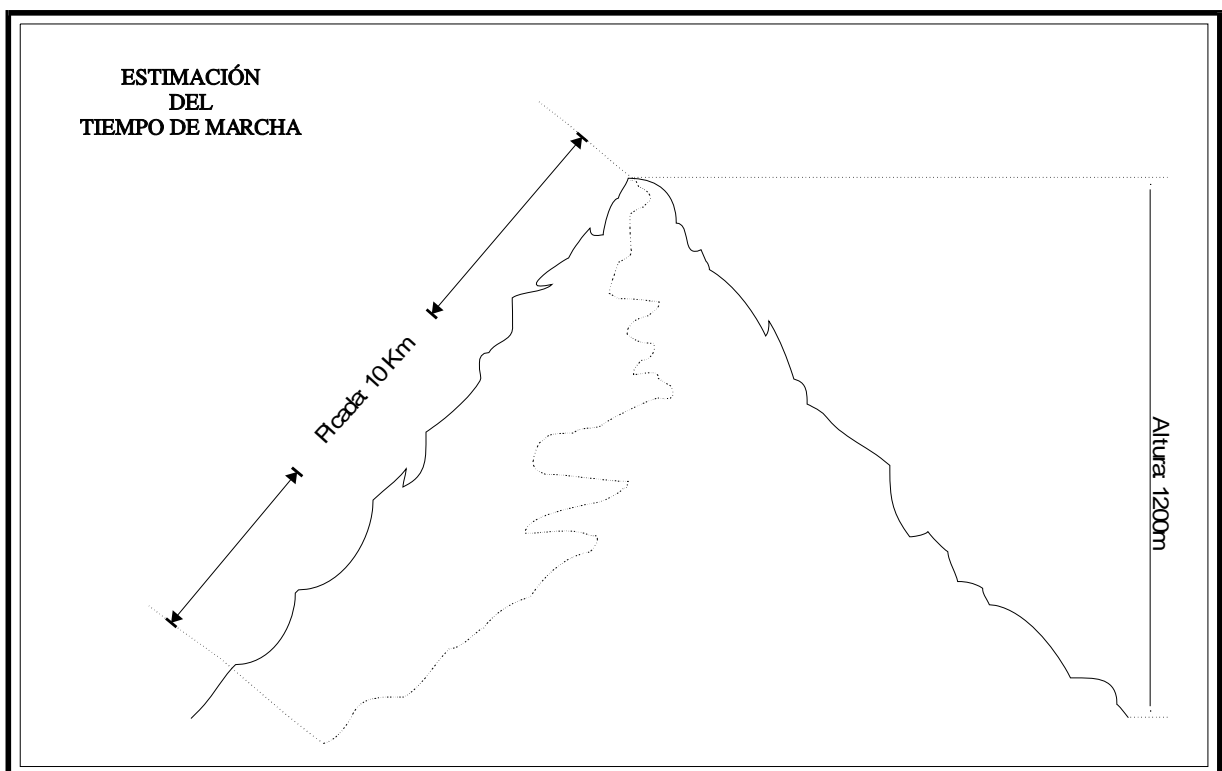 ESTIMACIÓN
DEL
TIEMPO DE MARCHA
Picada: 10 Km
Altura: 1200m